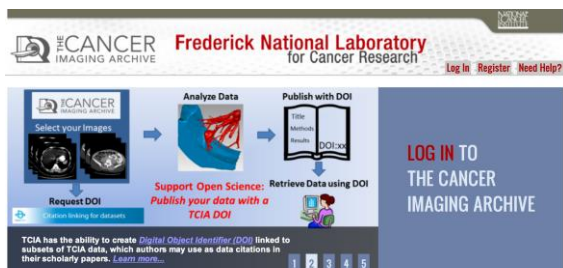 NATIONAL
CANCER
INSTITUTE
THE CANCER
IMAGING ARCHIVE
Frederick National Laboratory
for Cancer Research
Log In Register Need Help?
THE CANCER
IMAGING ARCHIVE
Select your Images
Request DOI
Citation linking for datasets
Analyze Data
Support Open Science:
Publish your data with a
TCIA DOI
Publish with DOI
Title
Methods
Results
DOI:xx
Retrieve Data using DOI
LOG IN TO
THE CANCER
IMAGING ARCHIVE
TCIA has the ability to create Digital Object Identifier (DOI) linked to
subsets of TCIA data, which authors may use as data citations in
their scholarly papers. Learn more...
1 2 3 4 5